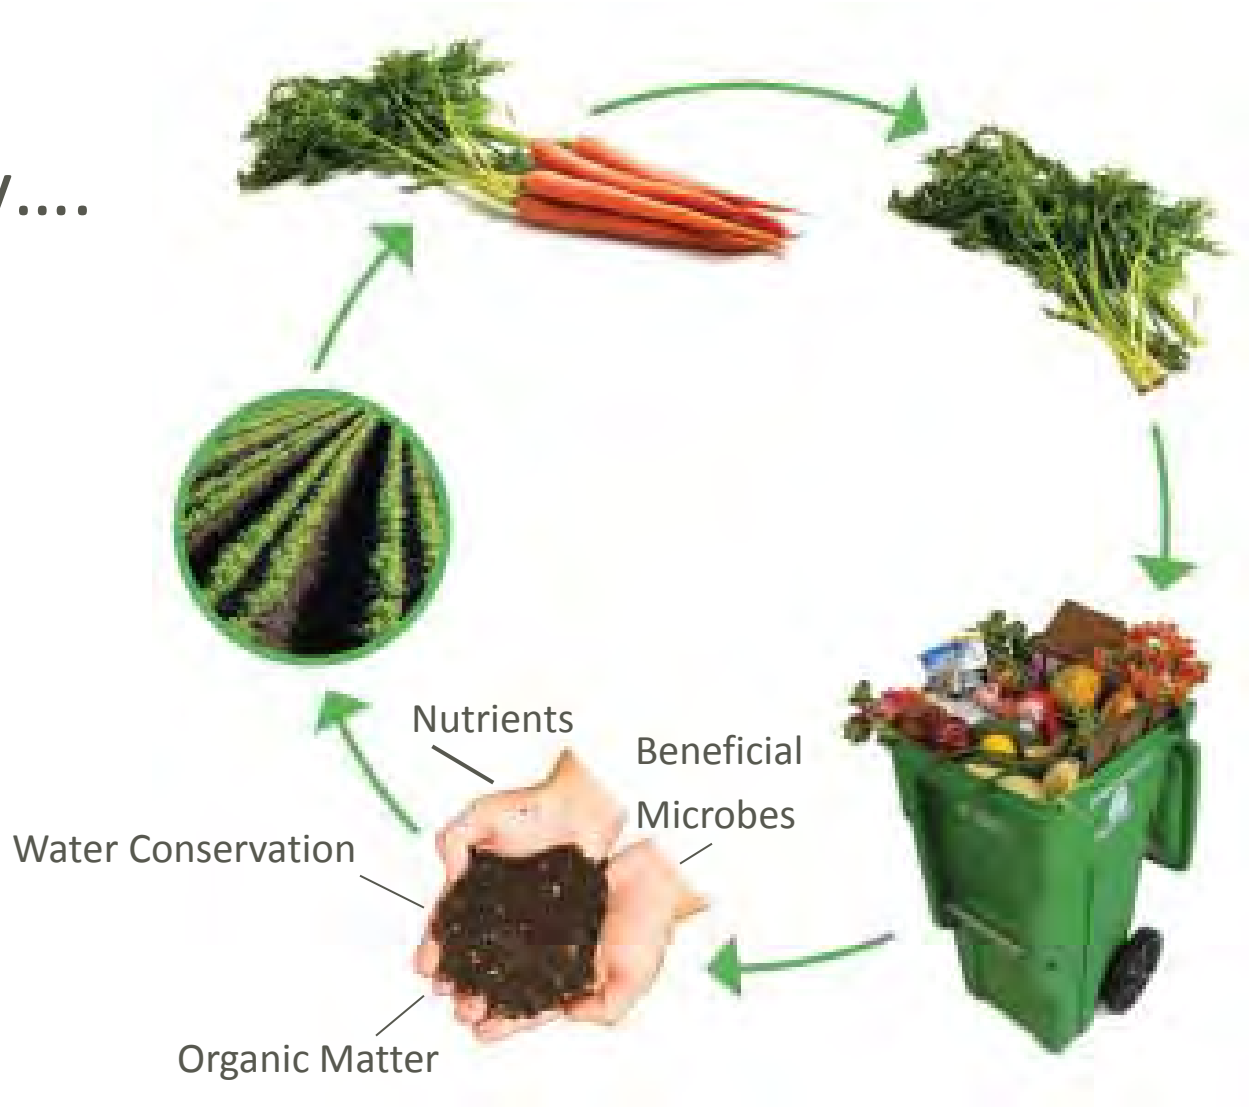 y....
Nutrients
Beneficial
Microbes
Water Conservation
Organic Matter